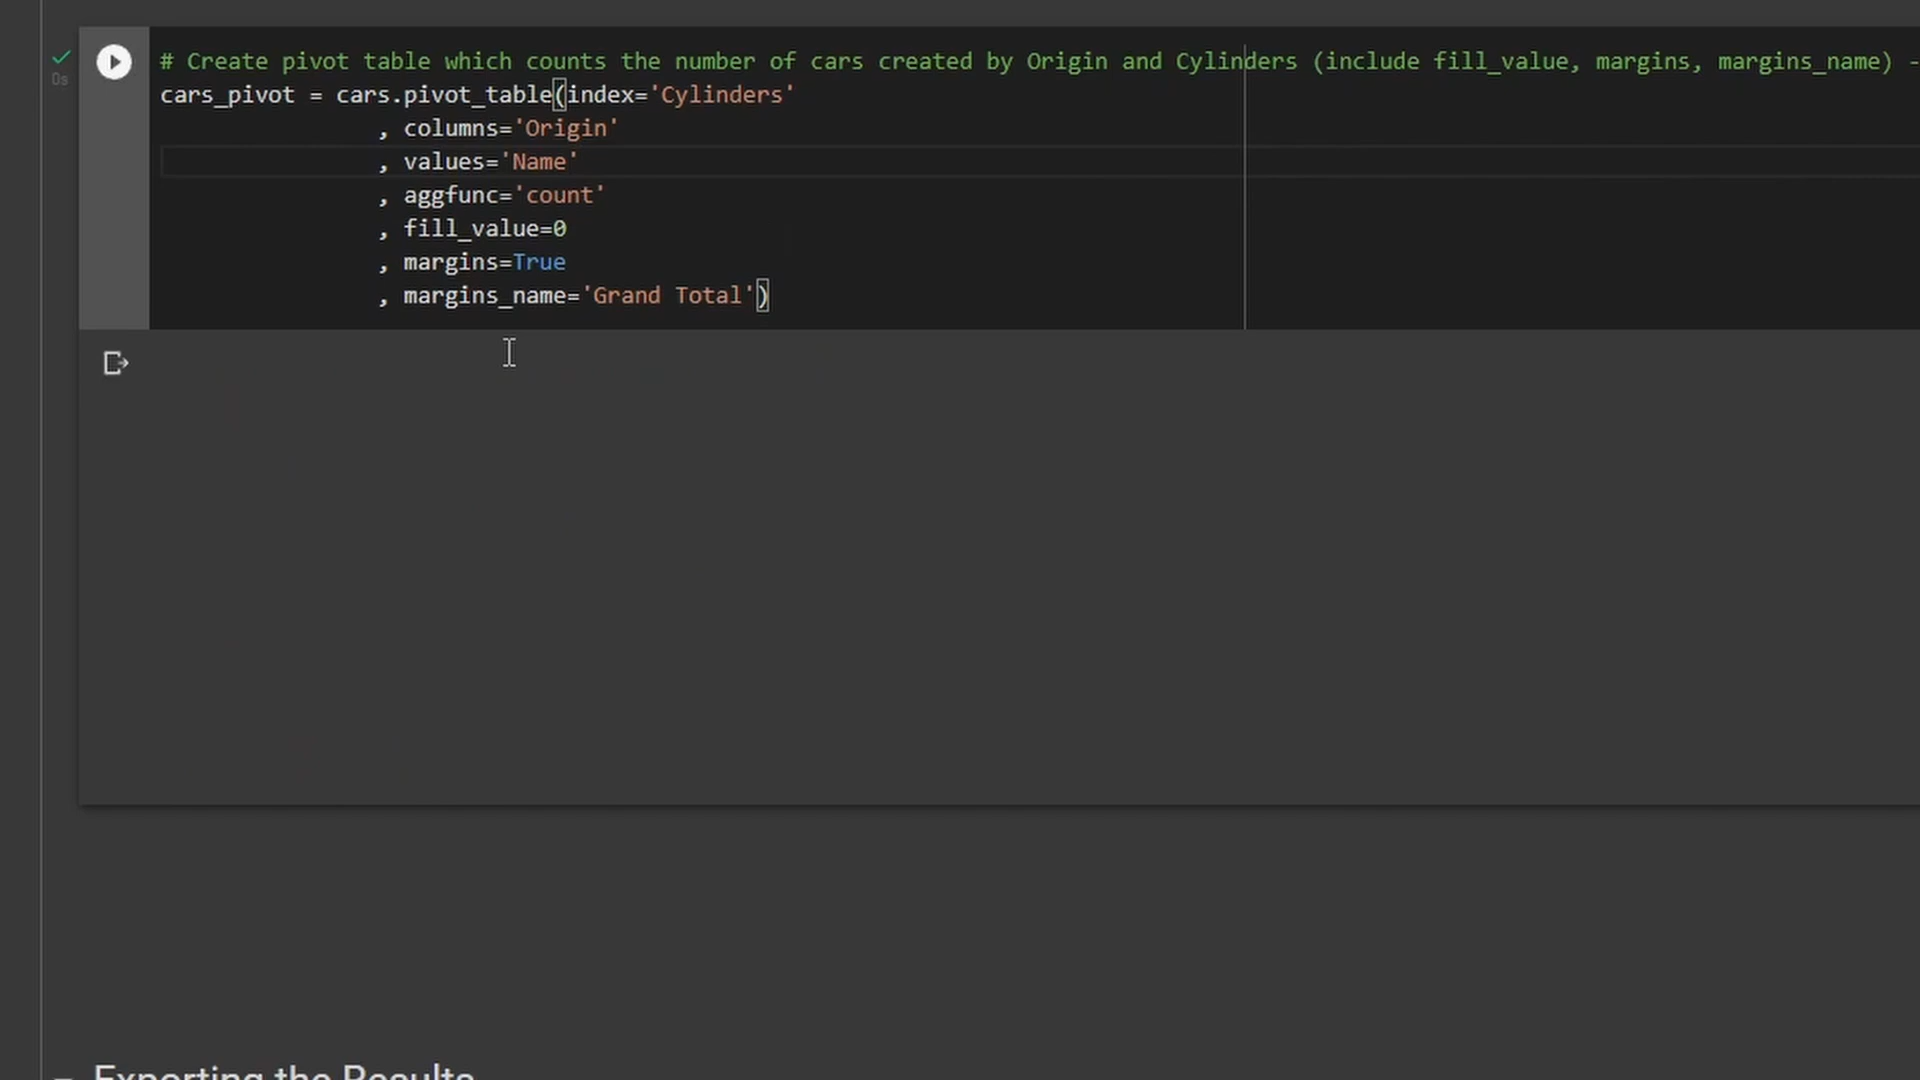 # Create pivot table which counts the number of cars created by Origin and Cylinders (include fill_value, margins, margins_name) -
0s
cars_pivot = cars.pivot_table(index='Cylinders'
, columns='Origin'
, values='Name'
, aggfunc='count'
, fill_value=0
, margins=True
, margins_name='Grand Total')
Exporting the Results